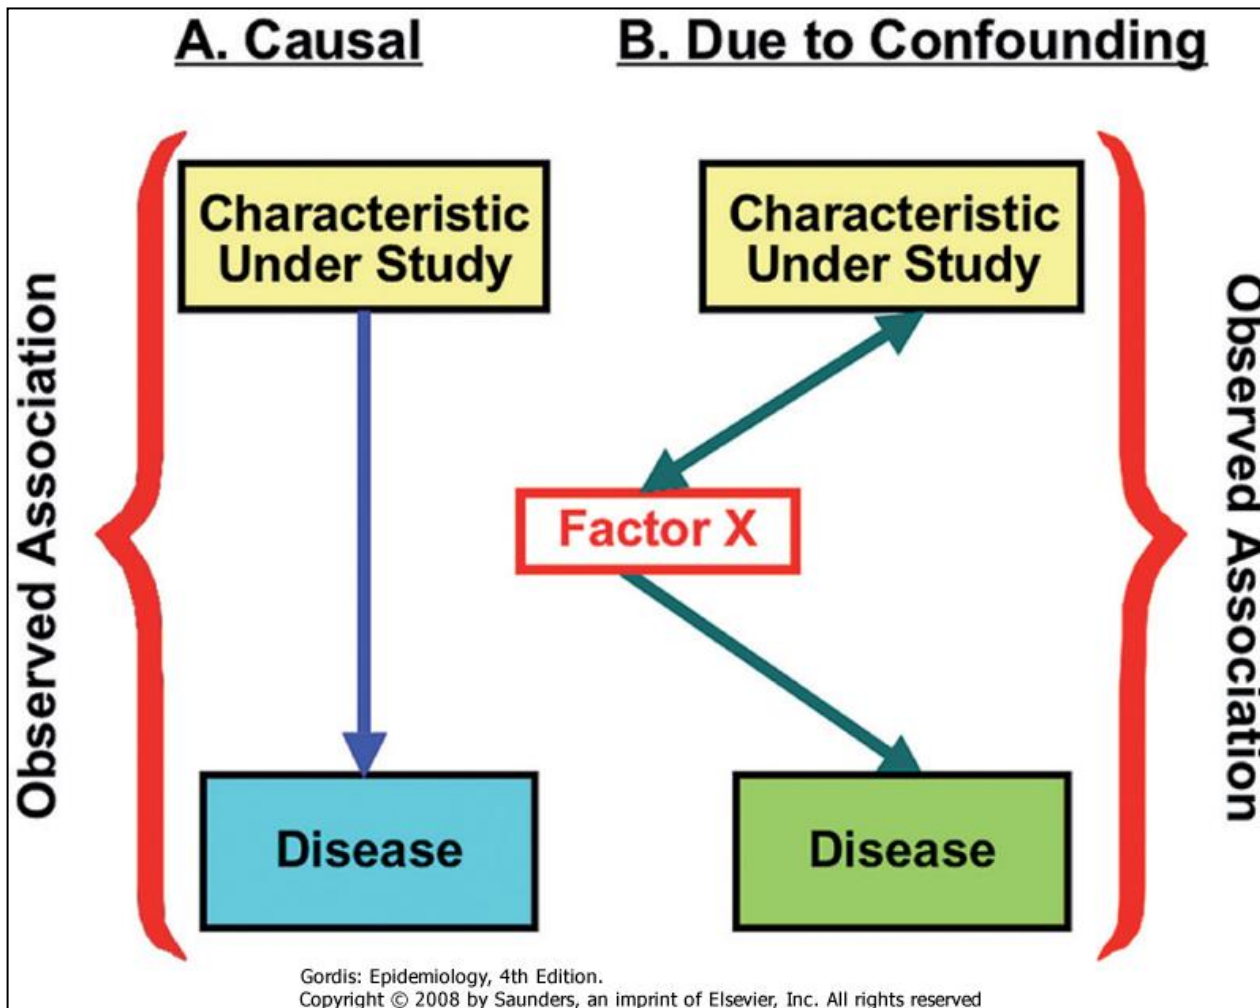 A. Causal
B. Due to Confounding
Observed Association
Characteristic
Under Study
Disease
Characteristic
Under Study
Factor X
Disease
Observed Association
Gordis: Epidemiology, 4th Edition.
Copyright © 2008 by Saunders, an imprint of Elsevier, Inc. All rights reserved